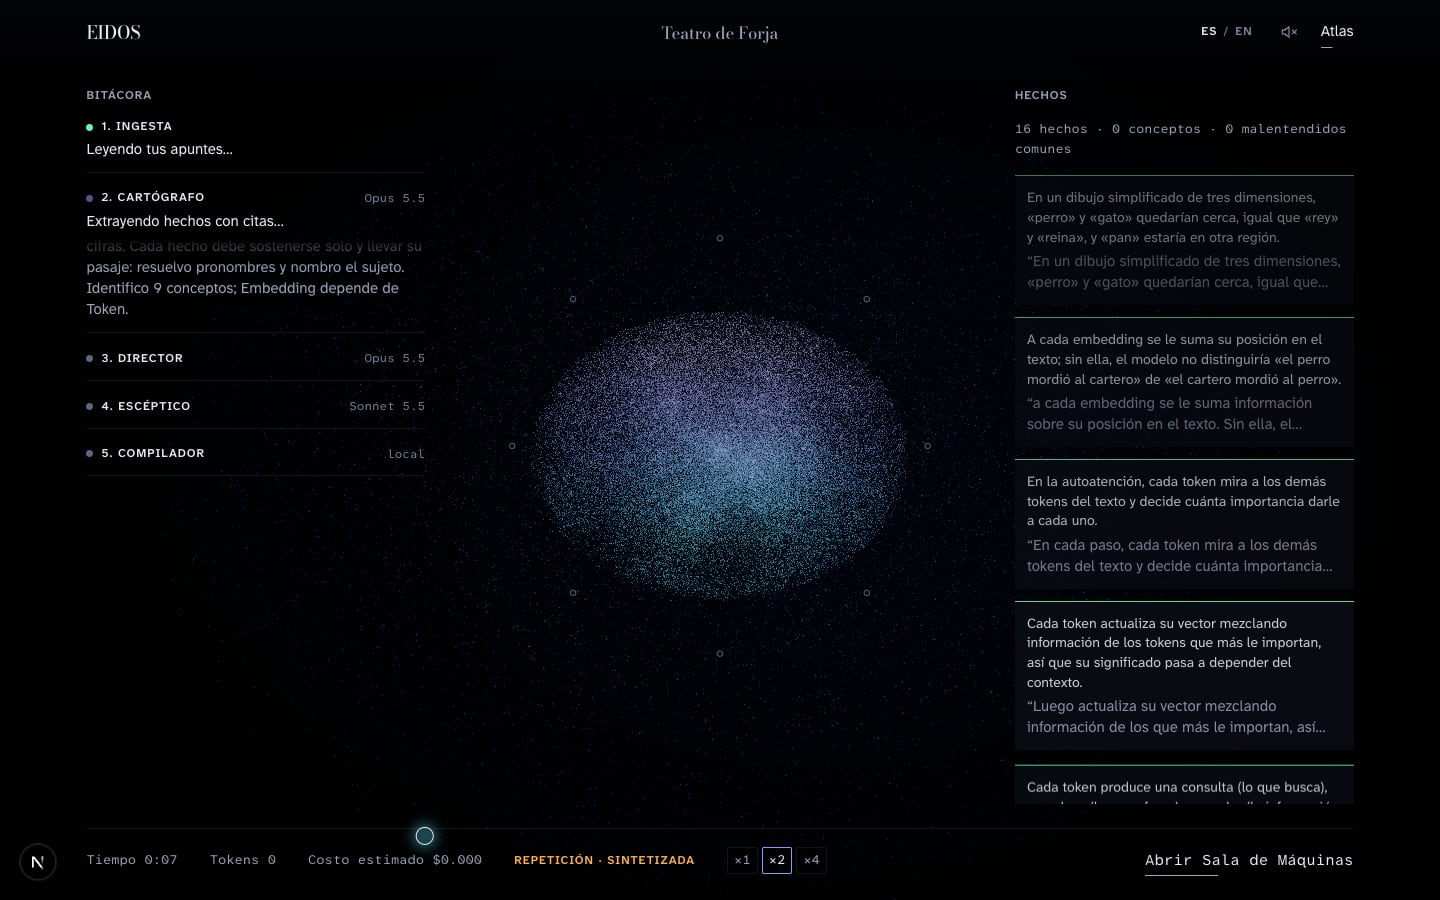 EIDOS
Teatro de Forja
ES / EN
Atlas
BITÁCORA
1. INGESTA
Leyendo tus apuntes…
2. CARTÓGRAFO
Opus 5.5
Extrayendo hechos con citas…
cifras. Cada hecho debe sostenerse solo y llevar su
pasaje: resuelvo pronombres y nombro el sujeto.
Identifico 9 conceptos; Embedding depende de
Token.
3. DIRECTOR
Opus 5.5
4. ESCÉPTICO
Sonnet 5.5
5. COMPILADOR
local
HECHOS
16 hechos · 0 conceptos · 0 malentendidos
comunes
En un dibujo simplificado de tres dimensiones,
«perro» y «gato» quedarían cerca, igual que «rey»
y «reina», y «pan» estaría en otra región.
“En un dibujo simplificado de tres dimensiones,
«perro» y «gato» quedarían cerca, igual que…
A cada embedding se le suma su posición en el
texto; sin ella, el modelo no distinguiría «el perro
mordió al cartero» de «el cartero mordió al perro».
“a cada embedding se le suma información
sobre su posición en el texto. Sin ella, el…
En la autoatención, cada token mira a los demás
tokens del texto y decide cuánta importancia darle
a cada uno.
“En cada paso, cada token mira a los demás
tokens del texto y decide cuánta importancia…
Cada token actualiza su vector mezclando
información de los tokens que más le importan,
así que su significado pasa a depender del
contexto.
“Luego actualiza su vector mezclando
información de los que más le importan, así…
Cada token produce una consulta (lo que busca),
Tiempo 0:07
Tokens 0
Costo estimado $0.000
REPETICIÓN · SINTETIZADA
×1
×2
×4
Abrir Sala de Máquinas
N